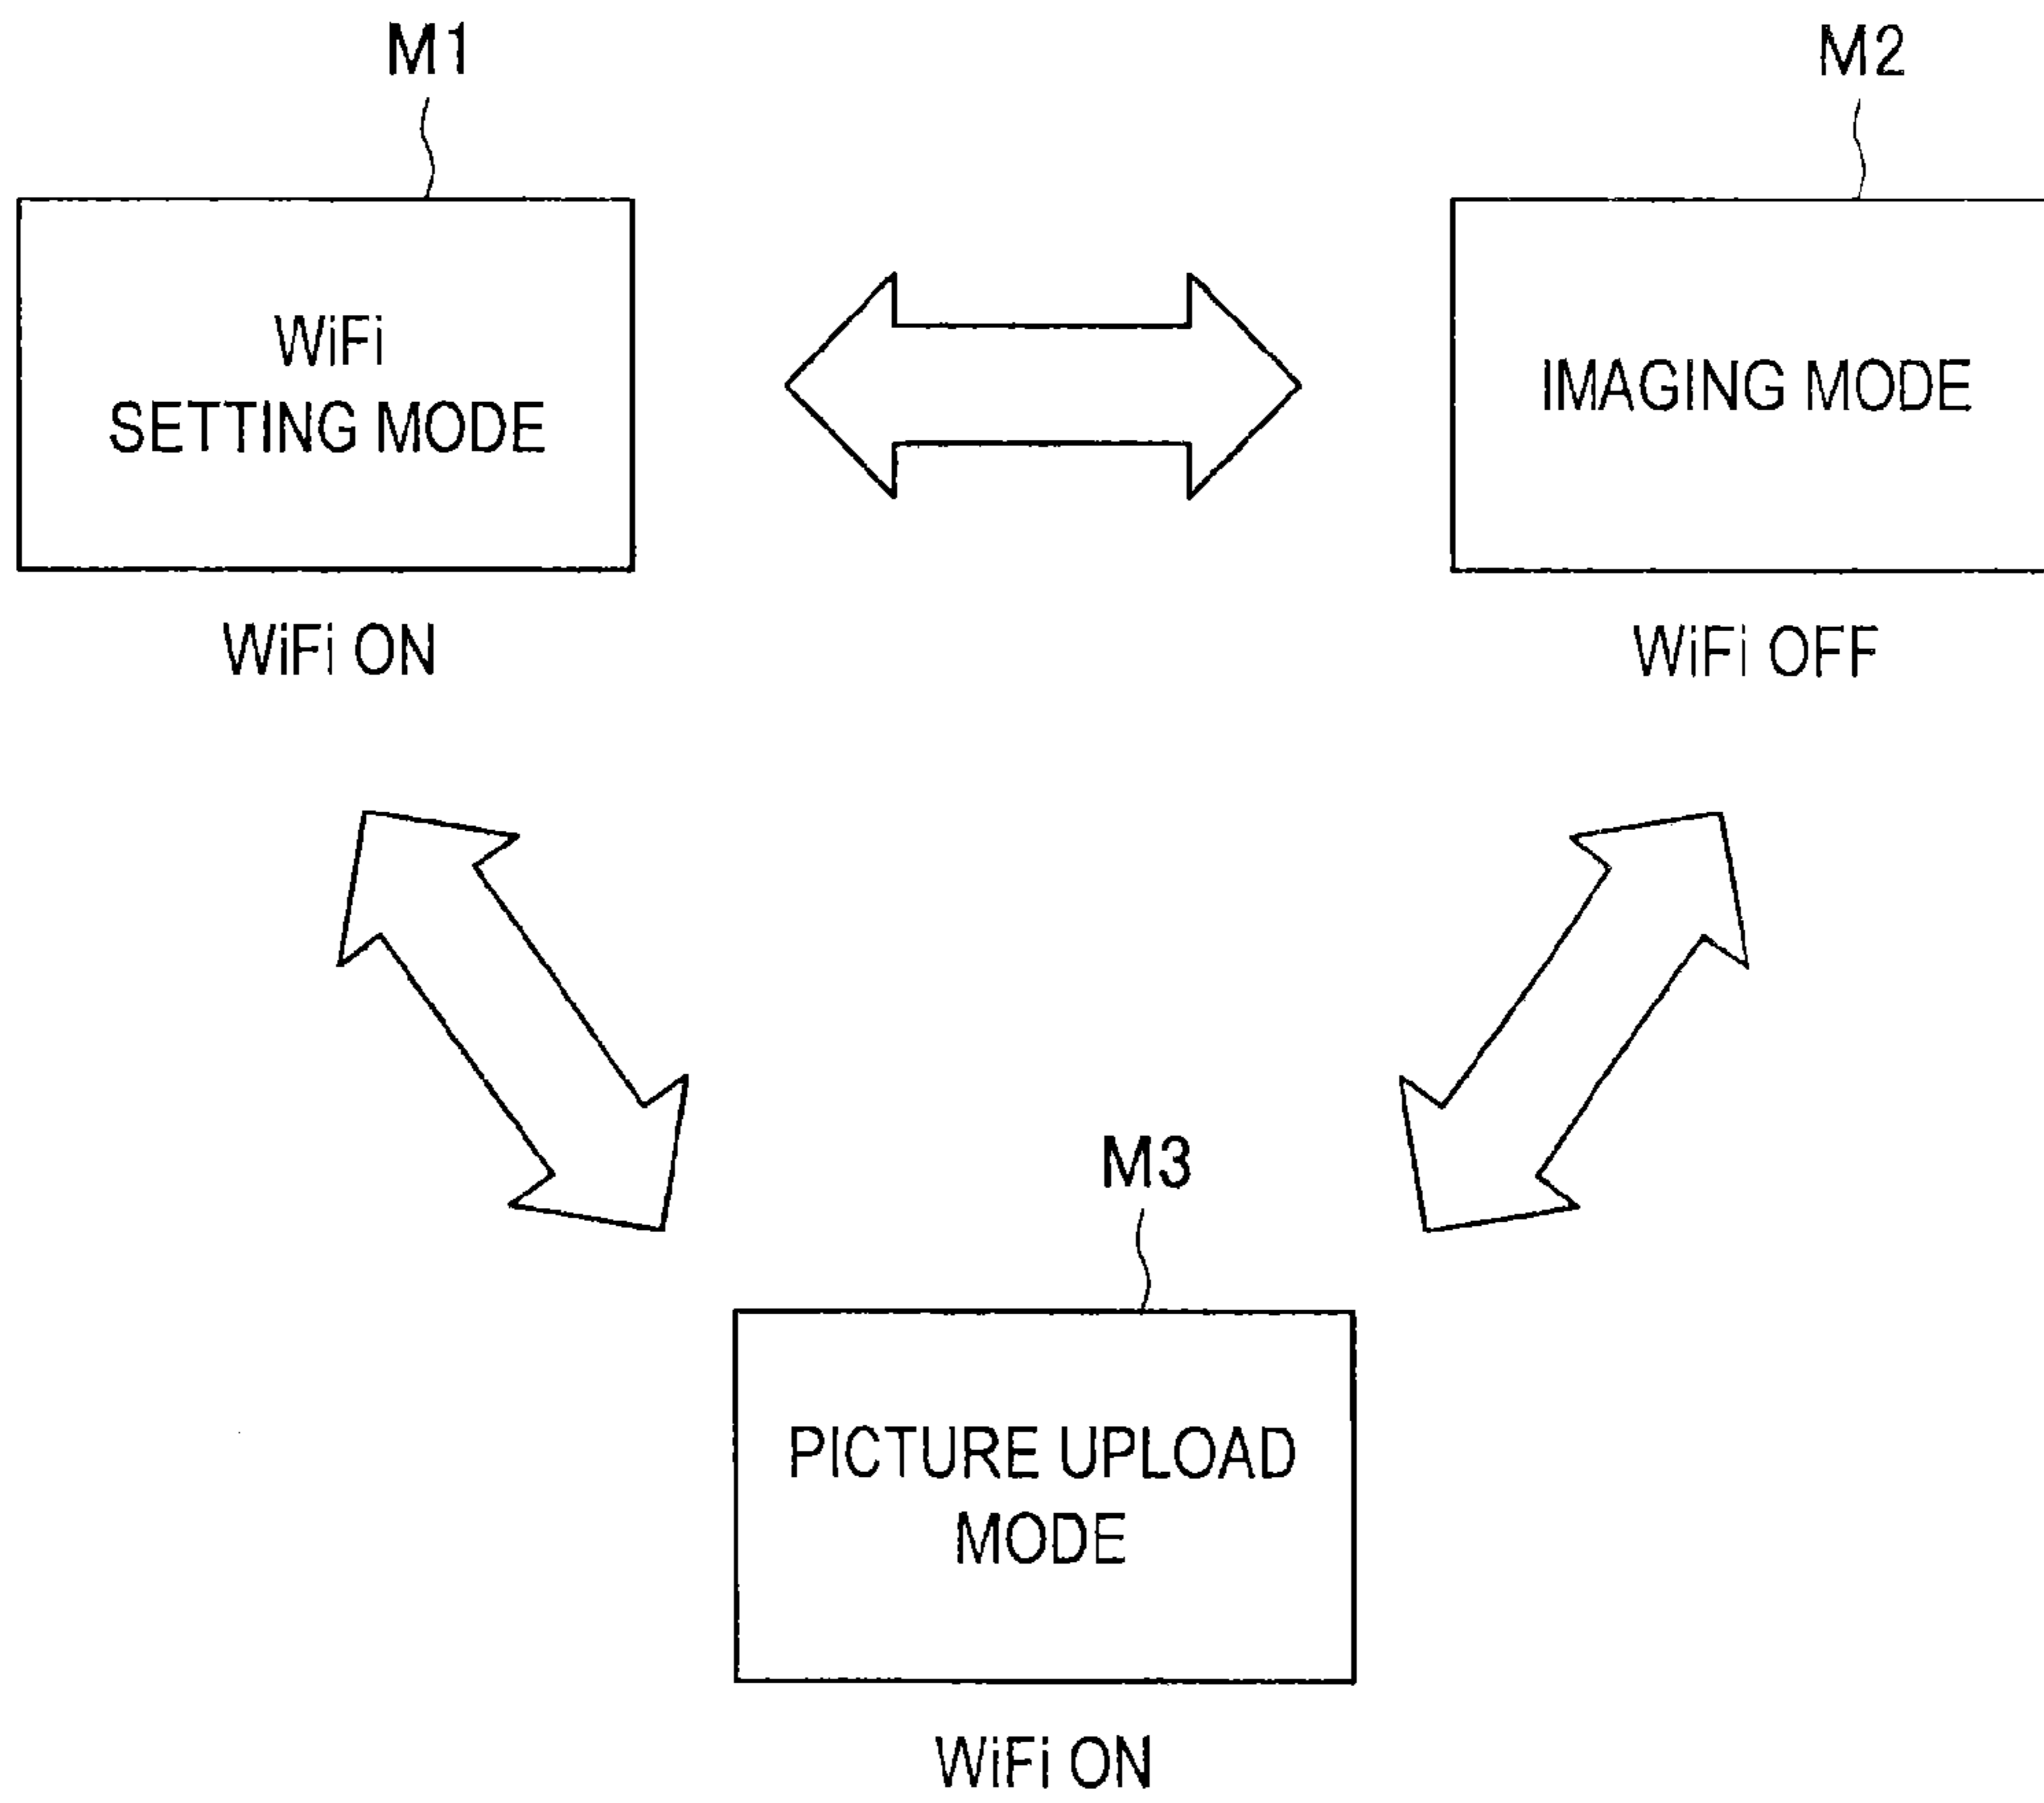 M1
M2
WiFi
SETTING MODE
IMAGING MODE
WiFi ON
WiFi OFF
M3
PICTURE UPLOAD
MODE
WiFi ON